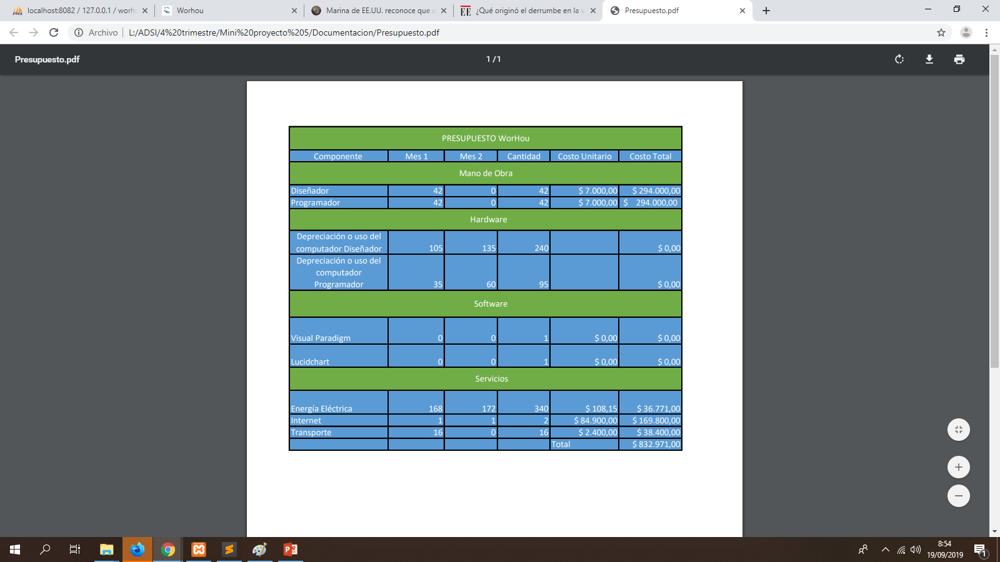 localhost:8082 / 127.0.0.1 / worh
Worhou
Marina de EE.UU. reconoce que
EE ¿Qué originó el derrumbe en la v
Presupuesto.pdf
Archivo L:/ADSI/4%20trimestre/Mini%20proyecto%205/Documentacion/Presupuesto.pdf
Presupuesto.pdf 1 / 1
PRESUPUESTO WorHou
Componente Mes 1 Mes 2 Cantidad Costo Unitario Costo Total
Mano de Obra
Diseñador 42 0 42 $ 7.000,00 $ 294.000,00
Programador 42 0 42 $ 7.000,00 $ 294.000,00
Hardware
Depreciación o uso del
computador Diseñador 105 135 240 $ 0,00
Depreciación o uso del
computador
Programador 35 60 95 $ 0,00
Software
Visual Paradigm 0 0 1 $ 0,00 $ 0,00
Lucidchart 0 0 1 $ 0,00 $ 0,00
Servicios
Energía Eléctrica 168 172 340 $ 108,15 $ 36.771,00
Internet 1 1 2 $ 84.900,00 $ 169.800,00
Transporte 16 0 16 $ 2.400,00 $ 38.400,00
Total $ 832.971,00
8:54
19/09/2019
1